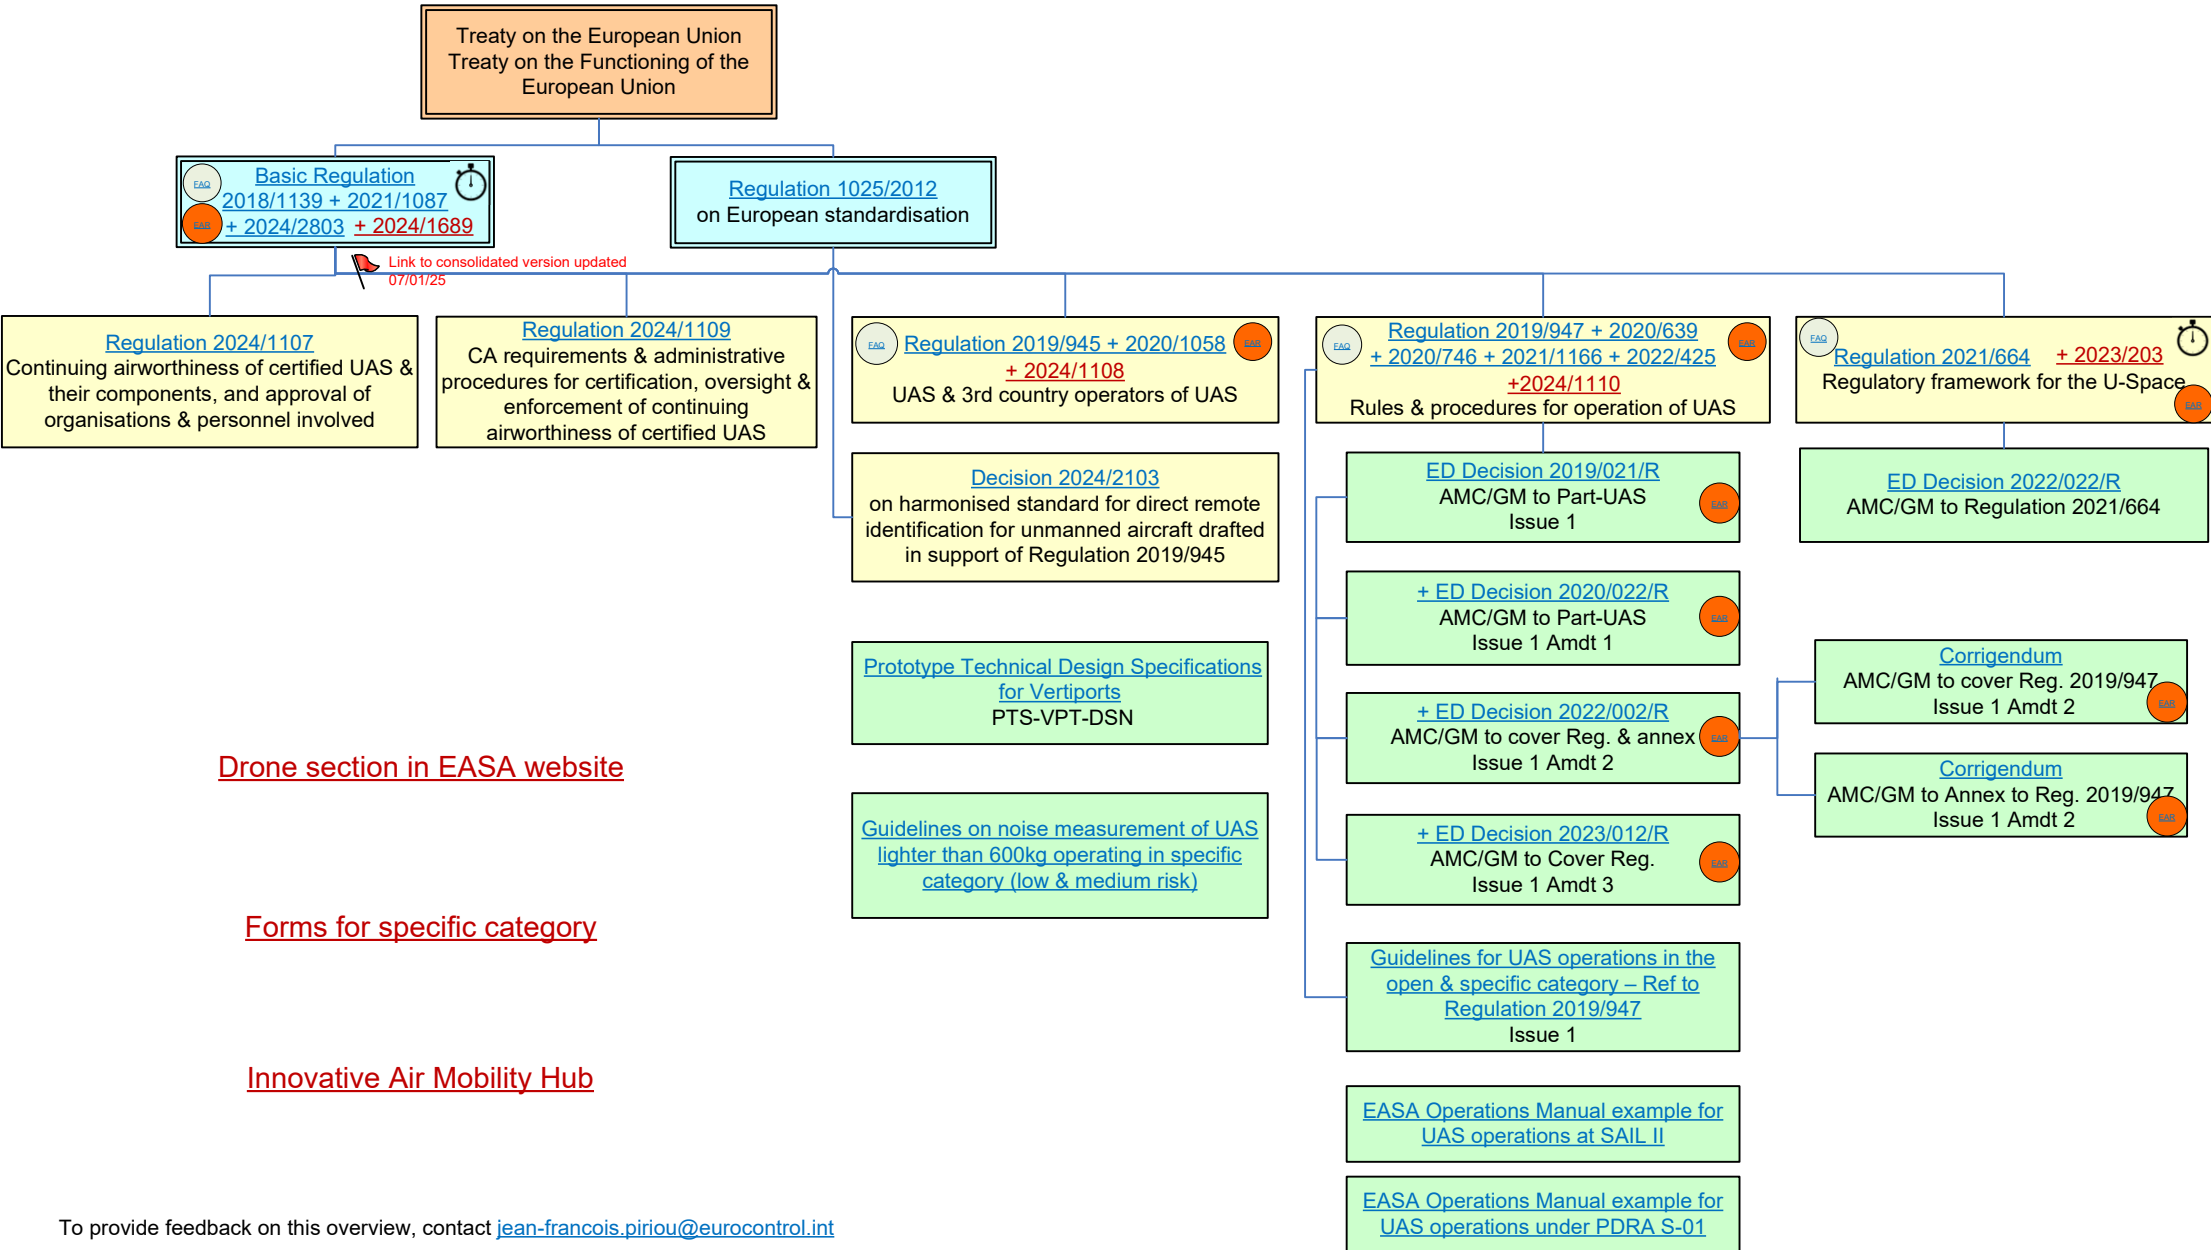 Treaty on the European Union
Treaty on the Functioning of the
European Union
FAQ
Basic Regulation
2018/1139 + 2021/1087
EAR
+ 2024/2803 + 2024/1689
Regulation 1025/2012
on European standardisation
Link to consolidated version updated
07/01/25
Regulation 2024/1107
Continuing airworthiness of certified UAS &
their components, and approval of
organisations & personnel involved
Regulation 2024/1109
CA requirements & administrative
procedures for certification, oversight &
enforcement of continuing
airworthiness of certified UAS
FAQ
Regulation 2019/945 + 2020/1058
EAR
+ 2024/1108
UAS & 3rd country operators of UAS
FAQ
Regulation 2019/947 + 2020/639
EAR
+ 2020/746 + 2021/1166 + 2022/425
+2024/1110
Rules & procedures for operation of UAS
FAQ
Regulation 2021/664 + 2023/203
Regulatory framework for the U-Space
EAR
Decision 2024/2103
on harmonised standard for direct remote
identification for unmanned aircraft drafted
in support of Regulation 2019/945
ED Decision 2019/021/R
AMC/GM to Part-UAS
Issue 1
EAR
ED Decision 2022/022/R
AMC/GM to Regulation 2021/664
+ ED Decision 2020/022/R
AMC/GM to Part-UAS
Issue 1 Amdt 1
EAR
Prototype Technical Design Specifications
for Vertiports
PTS-VPT-DSN
+ ED Decision 2022/002/R
AMC/GM to cover Reg. & annex
Issue 1 Amdt 2
EAR
Corrigendum
AMC/GM to cover Reg. 2019/947
Issue 1 Amdt 2
EAR
Corrigendum
AMC/GM to Annex to Reg. 2019/947
Issue 1 Amdt 2
EAR
Drone section in EASA website
Guidelines on noise measurement of UAS
lighter than 600kg operating in specific
category (low & medium risk)
+ ED Decision 2023/012/R
AMC/GM to Cover Reg.
Issue 1 Amdt 3
EAR
Forms for specific category
Guidelines for UAS operations in the
open & specific category – Ref to
Regulation 2019/947
Issue 1
Innovative Air Mobility Hub
EASA Operations Manual example for
UAS operations at SAIL II
EASA Operations Manual example for
UAS operations under PDRA S-01
To provide feedback on this overview, contact jean-francois.piriou@eurocontrol.int